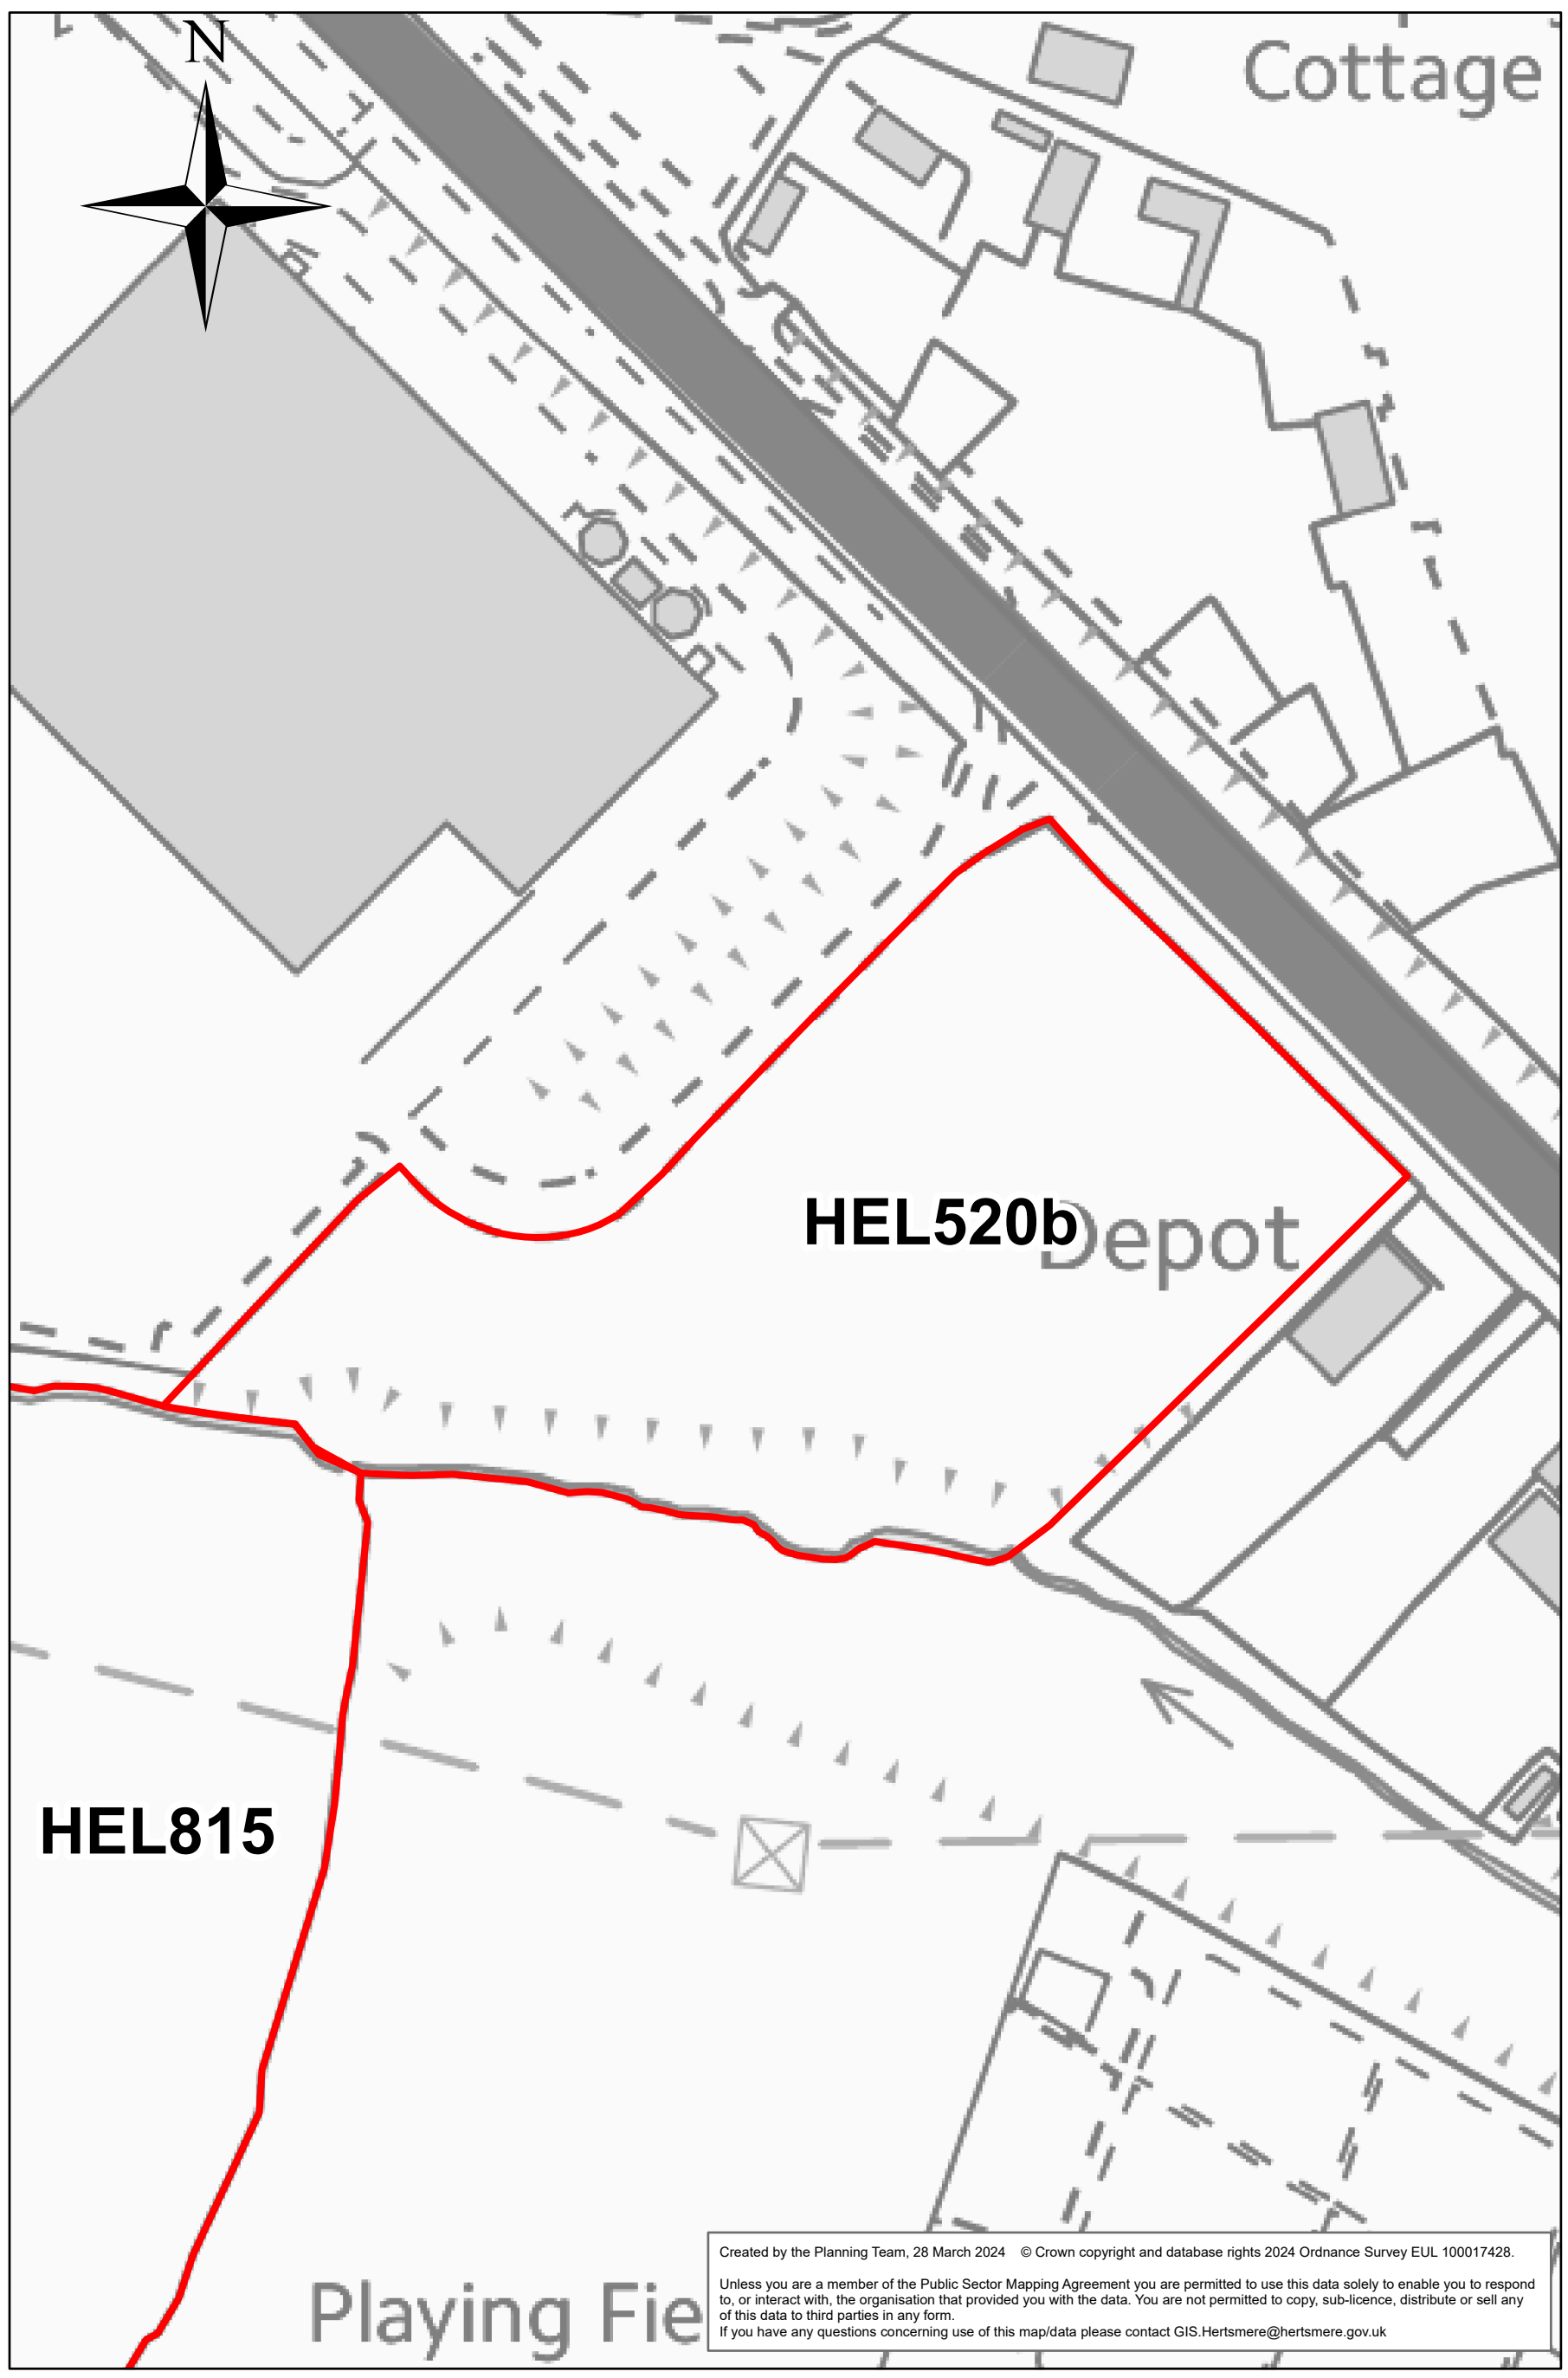 N
Cottage
HEL520b
Depot
HEL815
Playing Fie
Created by the Planning Team, 28 March 2024 © Crown copyright and database rights 2024 Ordnance Survey EUL 100017428.
Unless you are a member of the Public Sector Mapping Agreement you are permitted to use this data solely to enable you to respond
to, or interact with, the organisation that provided you with the data. You are not permitted to copy, sub-licence, distribute or sell any
of this data to third parties in any form.
If you have any questions concerning use of this map/data please contact GIS.Hertsmere@hertsmere.gov.uk